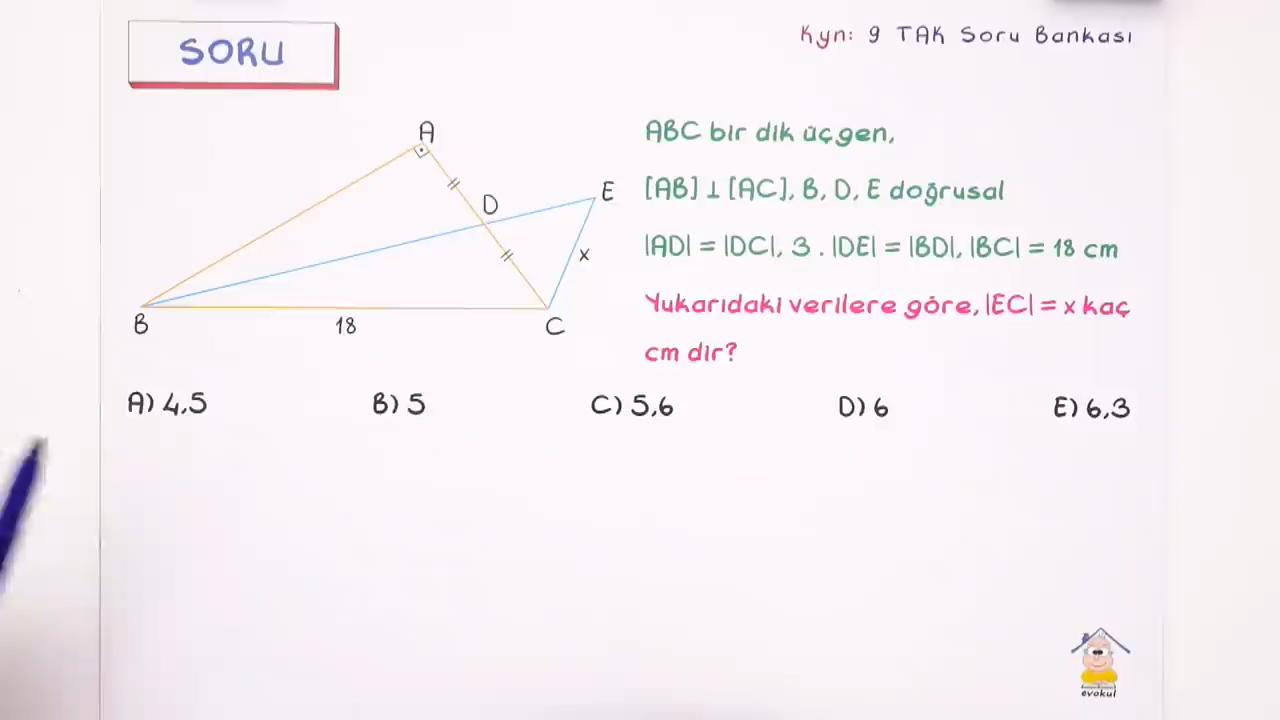 SORU
Kyn: 9 TAK Soru Bankası
A
E
D
x
B
18
C
ABC bir dik üçgen,
[AB] ⊥ [AC], B, D, E doğrusal
|AD| = |DC|, 3 . |DE| = |BD|, |BC| = 18 cm
Yukarıdaki verilere göre, |EC| = x kaç
cm dir?
A) 4,5 B) 5 C) 5,6 D) 6 E) 6,3
evokul